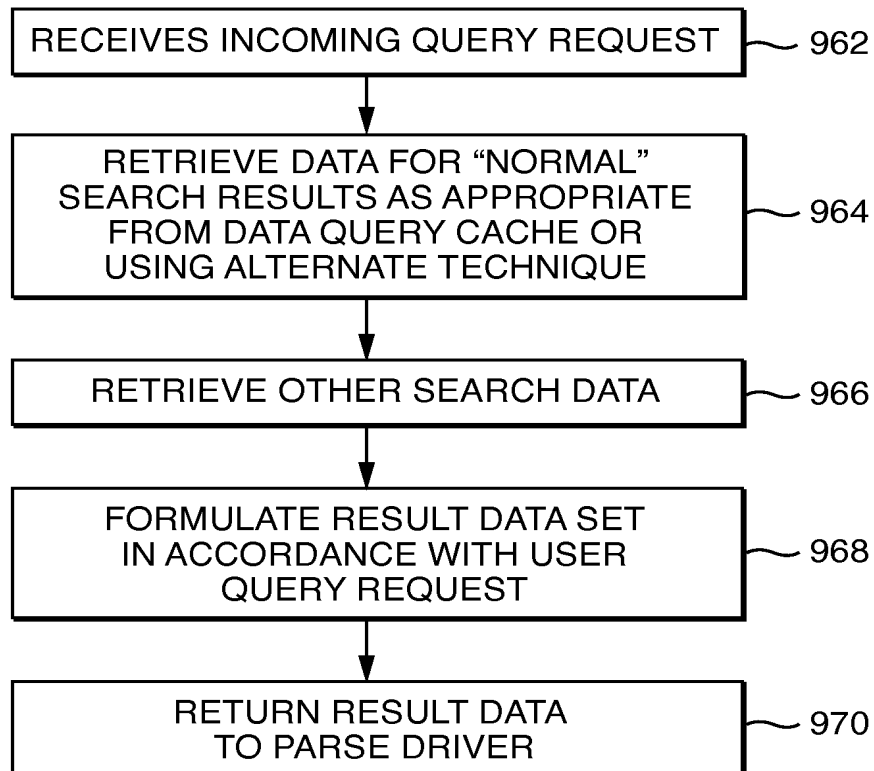 RECEIVES INCOMING QUERY REQUEST
962
RETRIEVE DATA FOR “NORMAL”
SEARCH RESULTS AS APPROPRIATE
FROM DATA QUERY CACHE OR
USING ALTERNATE TECHNIQUE
964
RETRIEVE OTHER SEARCH DATA
966
FORMULATE RESULT DATA SET
IN ACCORDANCE WITH USER
QUERY REQUEST
968
RETURN RESULT DATA
TO PARSE DRIVER
970